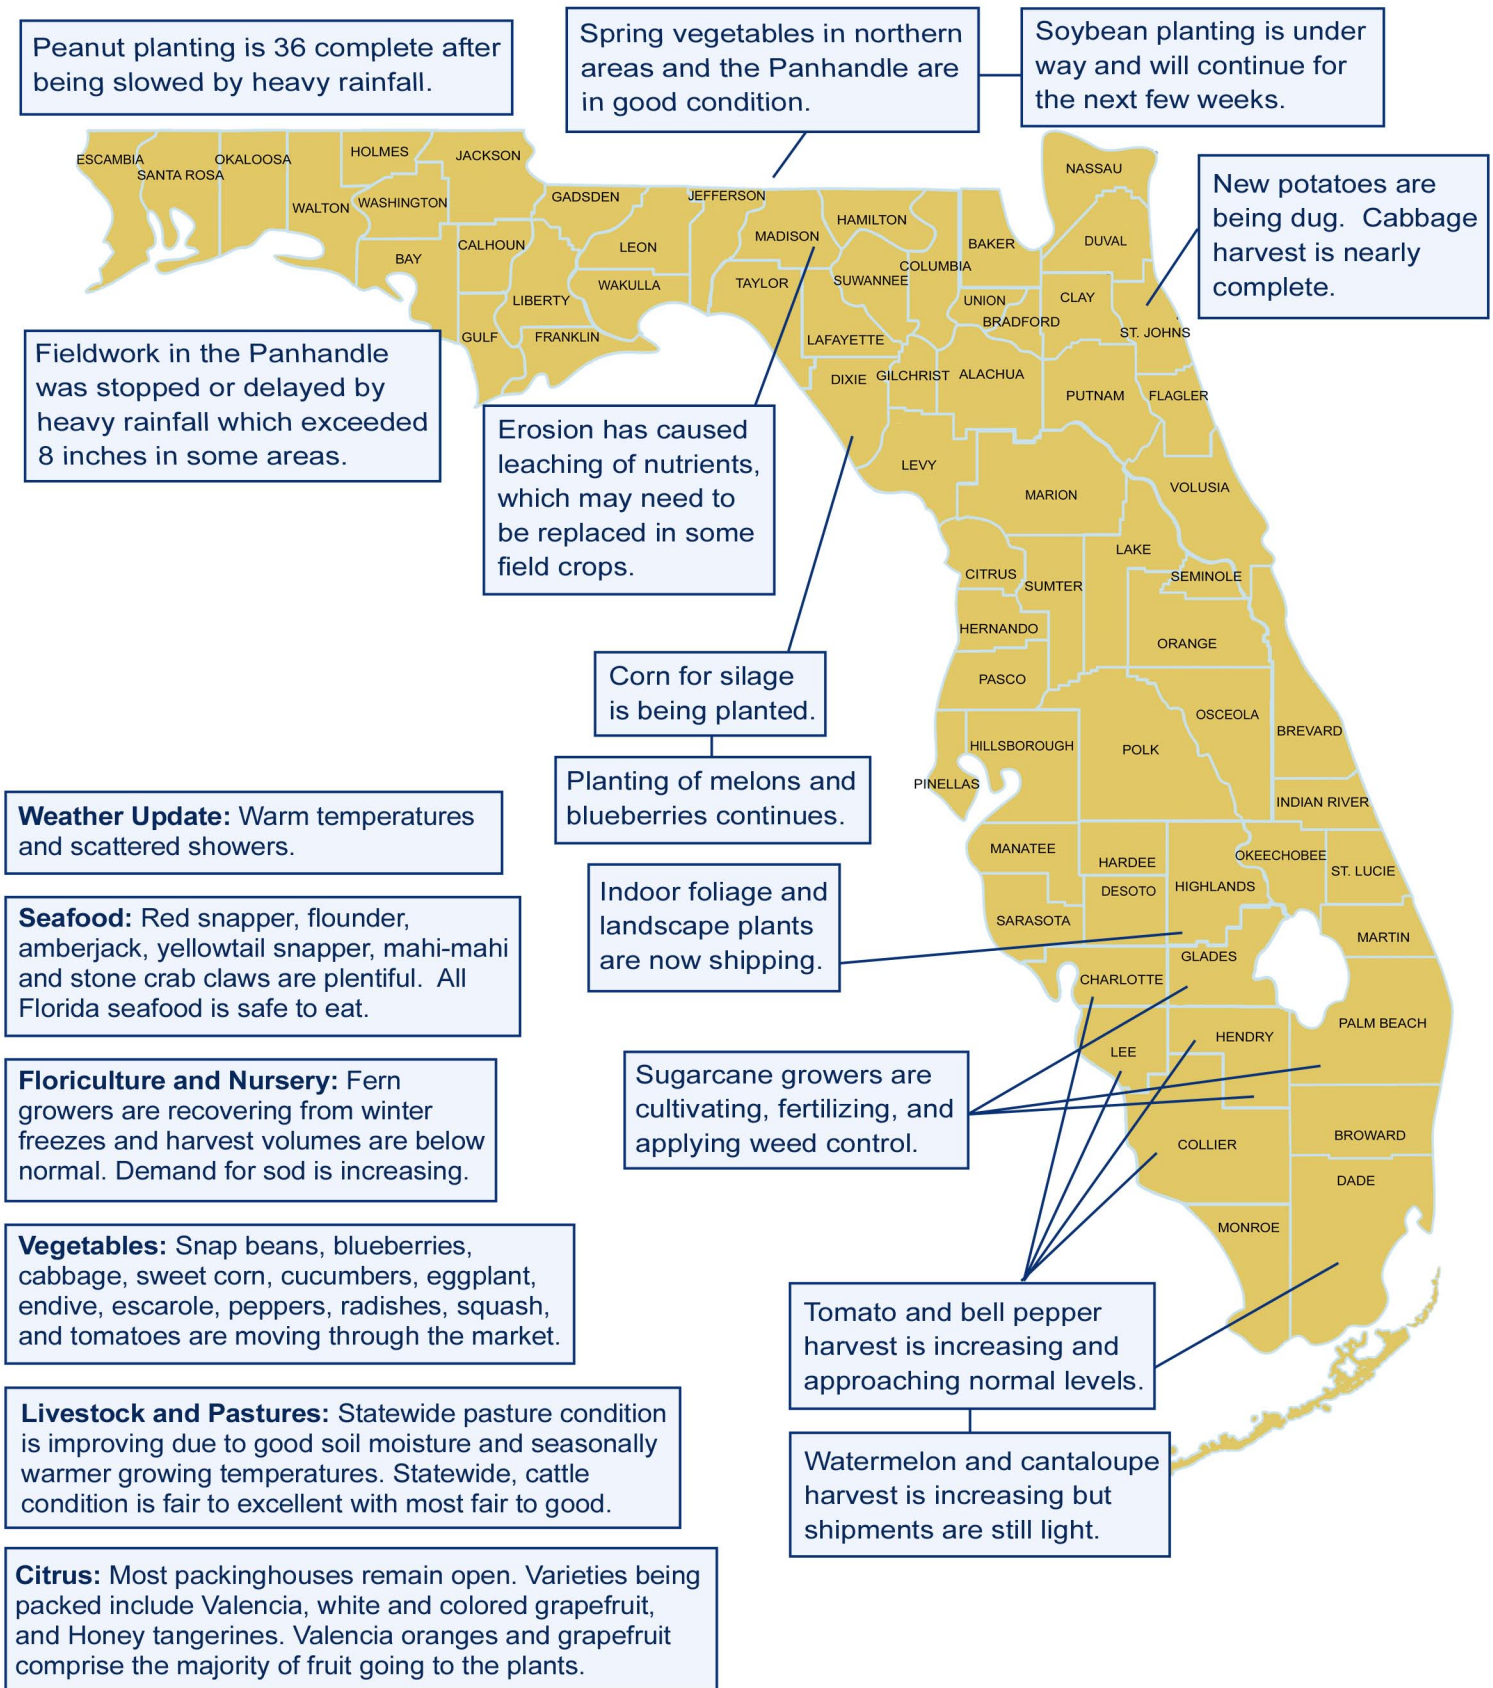 Peanut planting is 36 complete after
being slowed by heavy rainfall.
Spring vegetables in northern
areas and the Panhandle are
in good condition.
Soybean planting is under
way and will continue for
the next few weeks.
New potatoes are
being dug.  Cabbage
harvest is nearly
complete.
ESCAMBIA
SANTA ROSA
OKALOOSA
WALTON
HOLMES
WASHINGTON
JACKSON
BAY
CALHOUN
GULF
LIBERTY
GADSDEN
FRANKLIN
LEON
WAKULLA
JEFFERSON
MADISON
TAYLOR
HAMILTON
SUWANNEE
COLUMBIA
LAFAYETTE
DIXIE
GILCHRIST
BAKER
UNION
BRADFORD
ALACHUA
NASSAU
DUVAL
CLAY
ST. JOHNS
PUTNAM
FLAGLER
LEVY
MARION
VOLUSIA
CITRUS
SUMTER
LAKE
SEMINOLE
HERNANDO
ORANGE
PASCO
OSCEOLA
BREVARD
HILLSBOROUGH
POLK
PINELLAS
INDIAN RIVER
MANATEE
HARDEE
OKEECHOBEE
ST. LUCIE
DESOTO
HIGHLANDS
SARASOTA
MARTIN
GLADES
CHARLOTTE
PALM BEACH
HENDRY
LEE
COLLIER
BROWARD
DADE
MONROE
Fieldwork in the Panhandle
was stopped or delayed by
heavy rainfall which exceeded
8 inches in some areas.
Erosion has caused
leaching of nutrients,
which may need to
be replaced in some
field crops.
Corn for silage
is being planted.
Planting of melons and
blueberries continues.
Indoor foliage and
landscape plants
are now shipping.
Sugarcane growers are
cultivating, fertilizing, and
applying weed control.
Tomato and bell pepper
harvest is increasing and
approaching normal levels.
Watermelon and cantaloupe
harvest is increasing but
shipments are still light.
Weather Update: Warm temperatures
and scattered showers.
Seafood: Red snapper, flounder,
amberjack, yellowtail snapper, mahi-mahi
and stone crab claws are plentiful.  All
Florida seafood is safe to eat.
Floriculture and Nursery: Fern
growers are recovering from winter
freezes and harvest volumes are below
normal. Demand for sod is increasing.
Vegetables: Snap beans, blueberries,
cabbage, sweet corn, cucumbers, eggplant,
endive, escarole, peppers, radishes, squash,
and tomatoes are moving through the market.
Livestock and Pastures: Statewide pasture condition
is improving due to good soil moisture and seasonally
warmer growing temperatures. Statewide, cattle
condition is fair to excellent with most fair to good.
Citrus: Most packinghouses remain open. Varieties being
packed include Valencia, white and colored grapefruit,
and Honey tangerines. Valencia oranges and grapefruit
comprise the majority of fruit going to the plants.